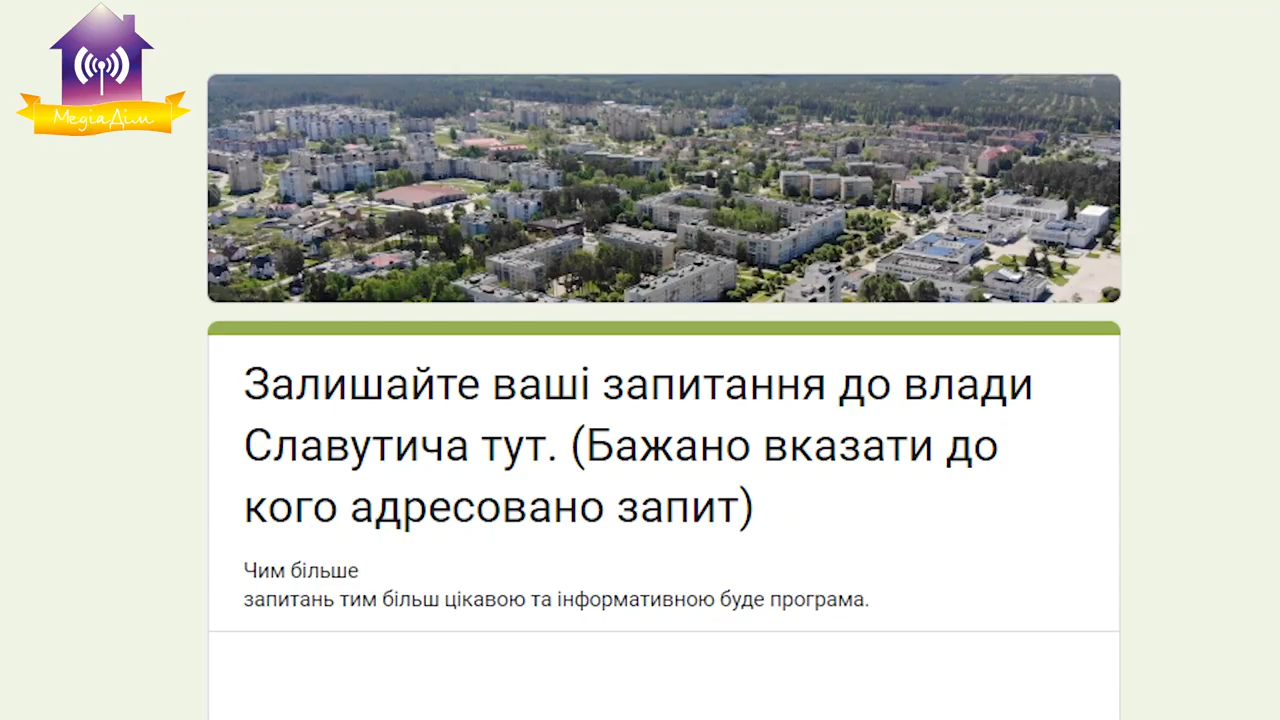 МедіаДім
Залишайте ваші запитання до влади
Славутича тут. (Бажано вказати до
кого адресовано запит)
Чим більше
запитань тим більш цікавою та інформативною буде програма.